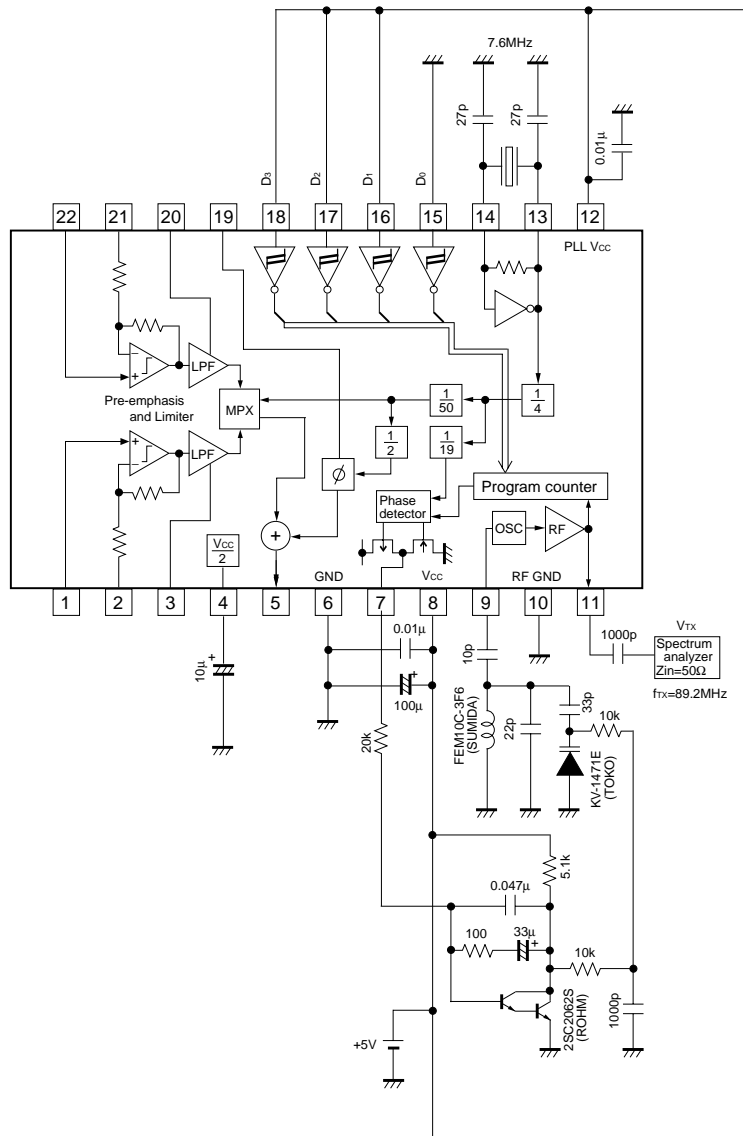 7.6MHz
27p
27p
0.01μ
D3
D2
D1
D0
22
21
20
19
18
17
16
15
14
13
12
PLL VCC
LPF
Pre-emphasis
and Limiter
MPX
1/50
1/4
1/2
1/19
LPF
ϕ
Phase
detector
Program counter
OSC
RF
VCC/2
+
GND
VCC
RF GND
1
2
3
4
5
6
7
8
9
10
11
VTX
1000p
Spectrum
analyzer
Zin=50Ω
fTX=89.2MHz
10μ
+
0.01μ
100μ
+
20k
10p
FEM10C-3F6
(SUMIDA)
22p
33p
10k
KV-1471E
(TOKO)
5.1k
0.047μ
100
33μ
+
10k
2SC2062S
(ROHM)
1000p
+5V